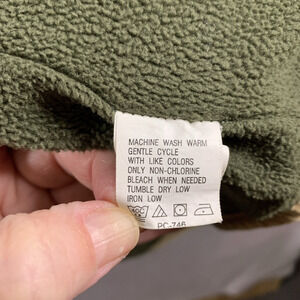 MACHINE WASH WARM
GENTLE CYCLE
WITH LIKE COLORS
ONLY NON-CHLORINE
BLEACH WHEN NEEDED
TUMBLE DRY LOW
IRON LOW
PC-746